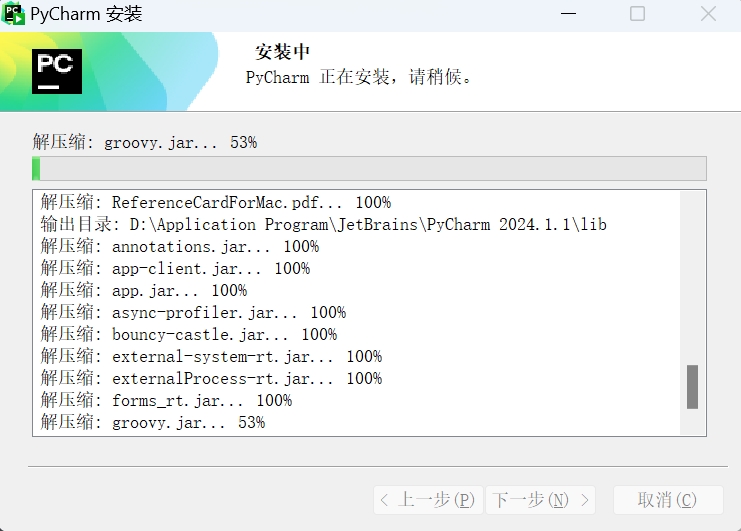 PyCharm 安装
PC
安装中
PyCharm 正在安装，请稍候。
解压缩: groovy.jar... 53%
解压缩: ReferenceCardForMac.pdf... 100%
输出目录: D:\Application Program\JetBrains\PyCharm 2024.1.1\lib
解压缩: annotations.jar... 100%
解压缩: app-client.jar... 100%
解压缩: app.jar... 100%
解压缩: async-profiler.jar... 100%
解压缩: bouncy-castle.jar... 100%
解压缩: external-system-rt.jar... 100%
解压缩: externalProcess-rt.jar... 100%
解压缩: forms_rt.jar... 100%
解压缩: groovy.jar... 53%
< 上一步(P) 下一步(N) > 取消(C)